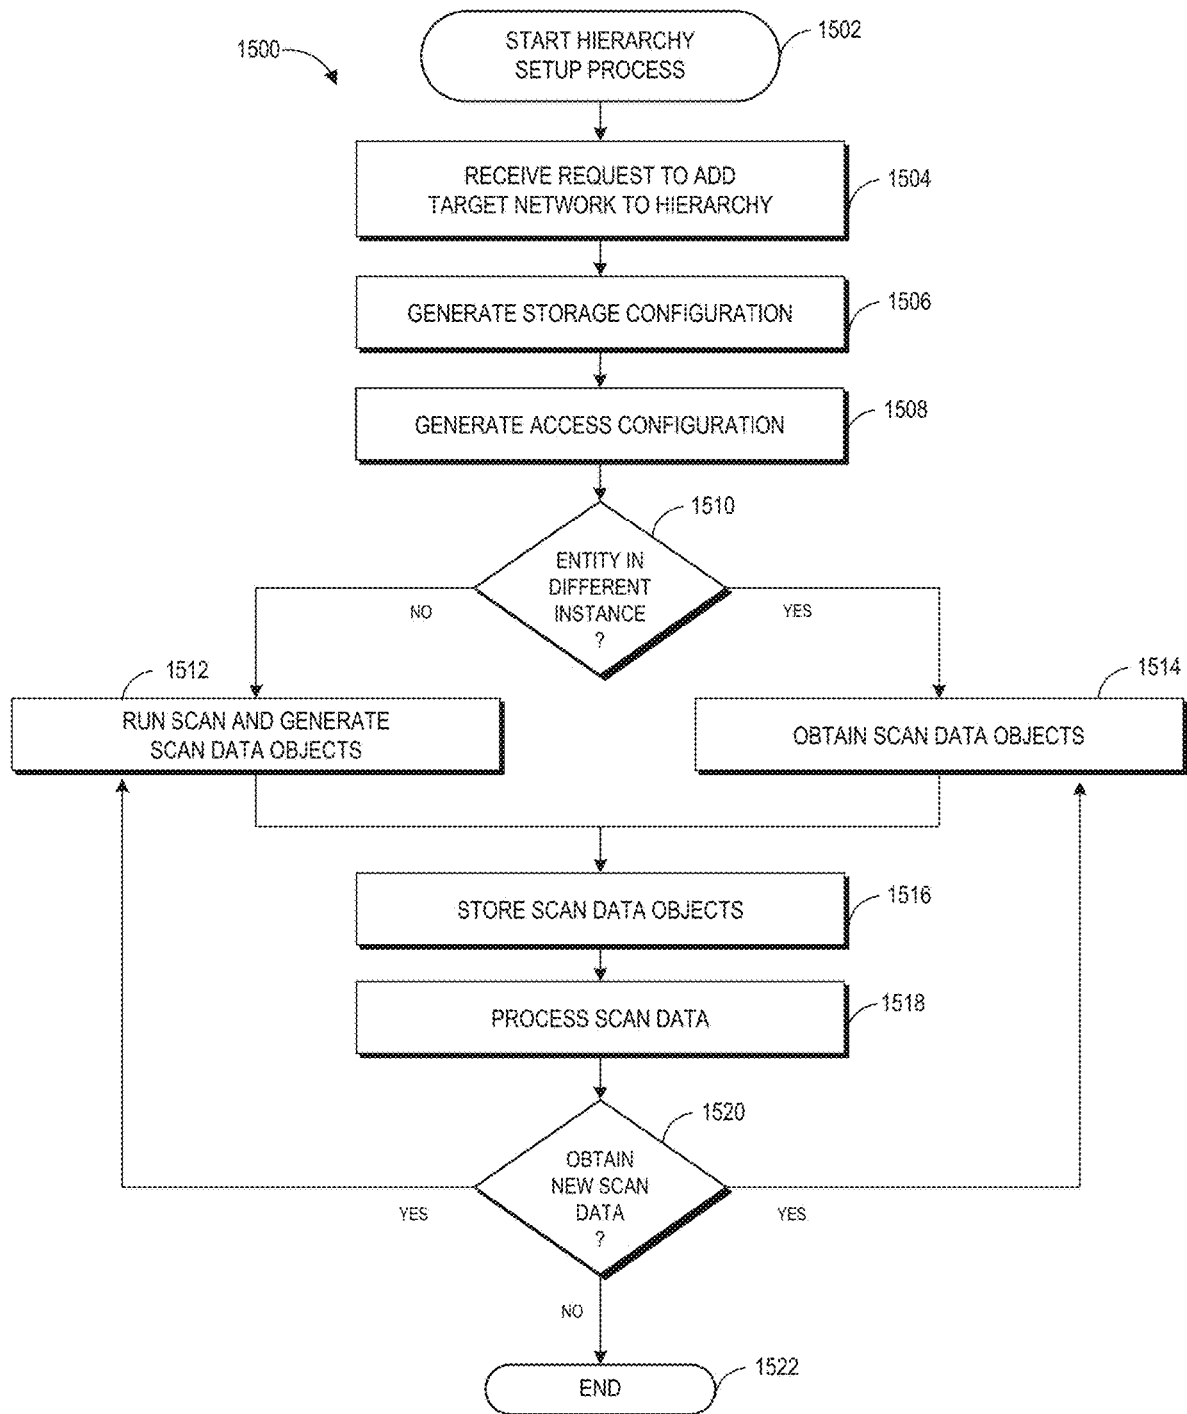 1500
START HIERARCHY
SETUP PROCESS
1502
RECEIVE REQUEST TO ADD
TARGET NETWORK TO HIERARCHY
1504
GENERATE STORAGE CONFIGURATION
1506
GENERATE ACCESS CONFIGURATION
1508
1510
ENTITY IN
DIFFERENT
INSTANCE
?
NO
YES
1512
RUN SCAN AND GENERATE
SCAN DATA OBJECTS
1514
OBTAIN SCAN DATA OBJECTS
STORE SCAN DATA OBJECTS
1516
PROCESS SCAN DATA
1518
1520
OBTAIN
NEW SCAN
DATA
?
YES
YES
NO
END
1522